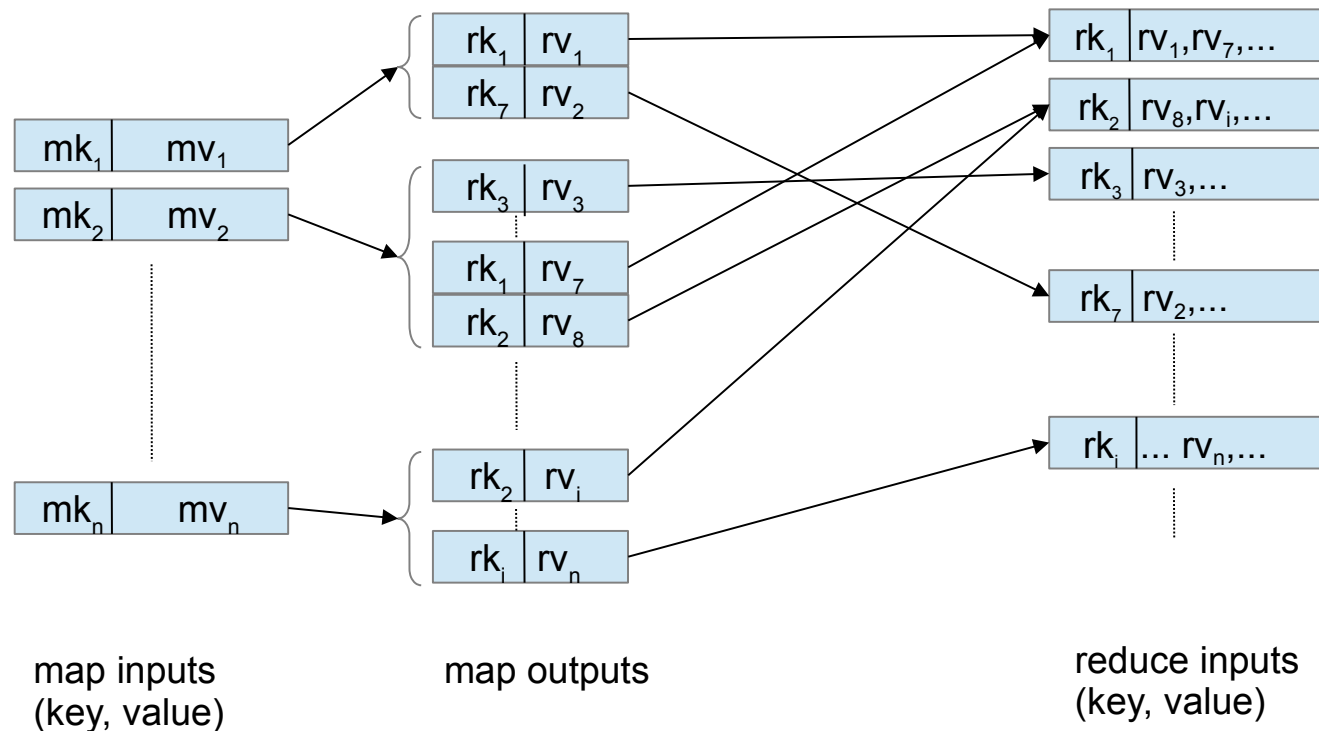 mk₁ mv₁
mk₂ mv₂
mkₙ mvₙ
rk₁ rv₁
rk₇ rv₂
rk₃ rv₃
rk₁ rv₇
rk₂ rv₈
rk₂ rvᵢ
rkᵢ rvₙ
rk₁ rv₁,rv₇,...
rk₂ rv₈,rvᵢ,...
rk₃ rv₃,...
rk₇ rv₂,...
rkᵢ ... rvₙ,...
map inputs
(key, value)
map outputs
reduce inputs
(key, value)